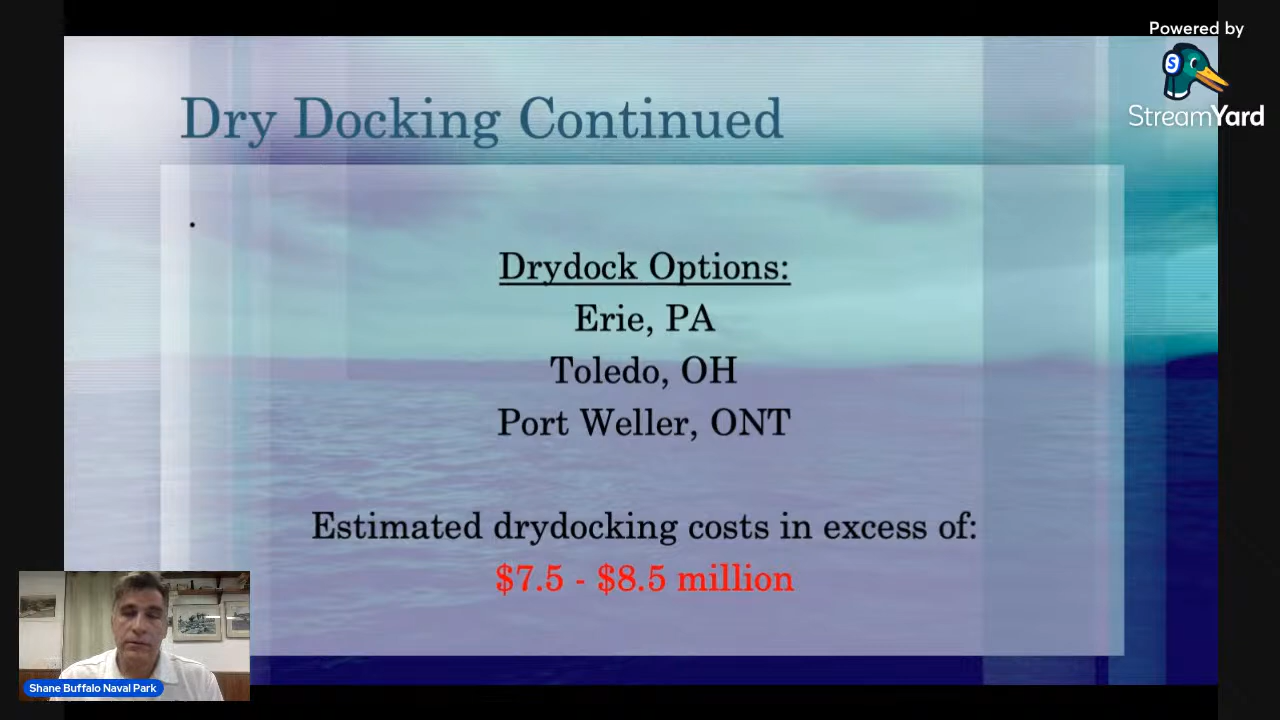 Powered by
S
StreamYard
Dry Docking Continued
Drydock Options:
Erie, PA
Toledo, OH
Port Weller, ONT
Estimated drydocking costs in excess of:
$7.5 - $8.5 million
Shane Buffalo Naval Park